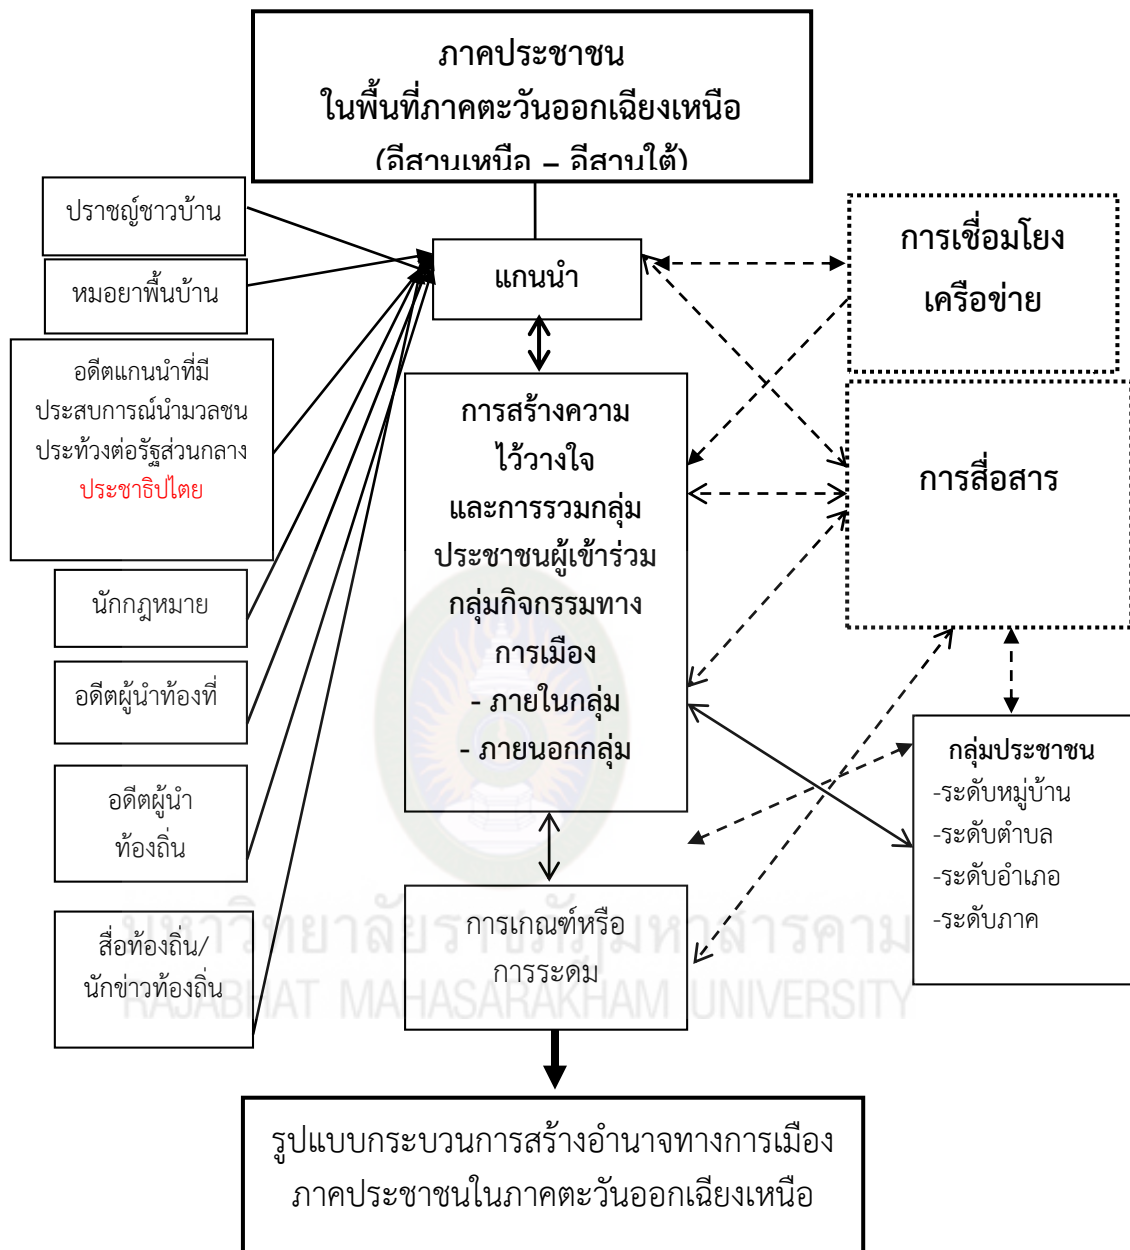 ภาคประชาชน
ในพื้นที่ภาคตะวันออกเฉียงเหนือ
(อีสานเหนือ – อีสานใต้)
ปราชญ์ชาวบ้าน
หมอยาพื้นบ้าน
อดีตแกนนำที่มี
ประสบการณ์นำมวลชน
ประท้วงต่อรัฐส่วนกลาง
ประชาธิปไตย
นักกฎหมาย
อดีตผู้นำท้องที่
อดีตผู้นำ
ท้องถิ่น
สื่อท้องถิ่น/
นักข่าวท้องถิ่น
แกนนำ
การสร้างความ
ไว้วางใจ
และการรวมกลุ่ม
ประชาชนผู้เข้าร่วม
กลุ่มกิจกรรมทาง
การเมือง
- ภายในกลุ่ม
- ภายนอกกลุ่ม
การเกณฑ์หรือ
การระดม
การเชื่อมโยง
เครือข่าย
การสื่อสาร
กลุ่มประชาชน
-ระดับหมู่บ้าน
-ระดับตำบล
-ระดับอำเภอ
-ระดับภาค
มหาวิทยาลัยราชภัฏมหาสารคาม
RAJABHAT MAHASARAKHAM UNIVERSITY
รูปแบบกระบวนการสร้างอำนาจทางการเมือง
ภาคประชาชนในภาคตะวันออกเฉียงเหนือ